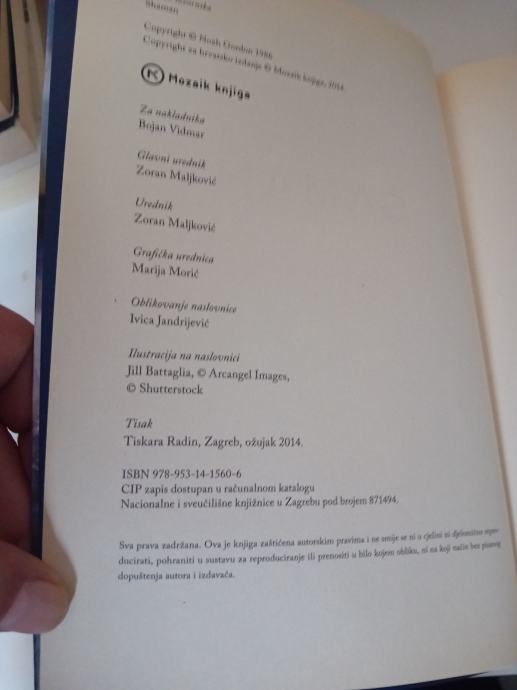 Shaman
Copyright © Noah Gordon 1986
Copyright za hrvatsko izdanje © Mozaik knjiga, 2014.
Mozaik knjiga
Za nakladnika
Bojan Vidmar
Glavni urednik
Zoran Maljković
Urednik
Zoran Maljković
Grafička urednica
Marija Morić
Oblikovanje naslovnice
Ivica Jandrijević
Ilustracija na naslovnici
Jill Battaglia, © Arcangel Images,
© Shutterstock
Tisak
Tiskara Radin, Zagreb, ožujak 2014.
ISBN 978-953-14-1560-6
CIP zapis dostupan u računalnom katalogu
Nacionalne i sveučilišne knjižnice u Zagrebu pod brojem 871494.
Sva prava zadržana. Ova je knjiga zaštićena autorskim pravima i ne smije se ni u cjelini ni djelomično repro-
ducirati, pohraniti u sustavu za reproduciranje ili prenositi u bilo kojem obliku, ni na koji način bez pisanog
dopuštenja autora i izdavača.